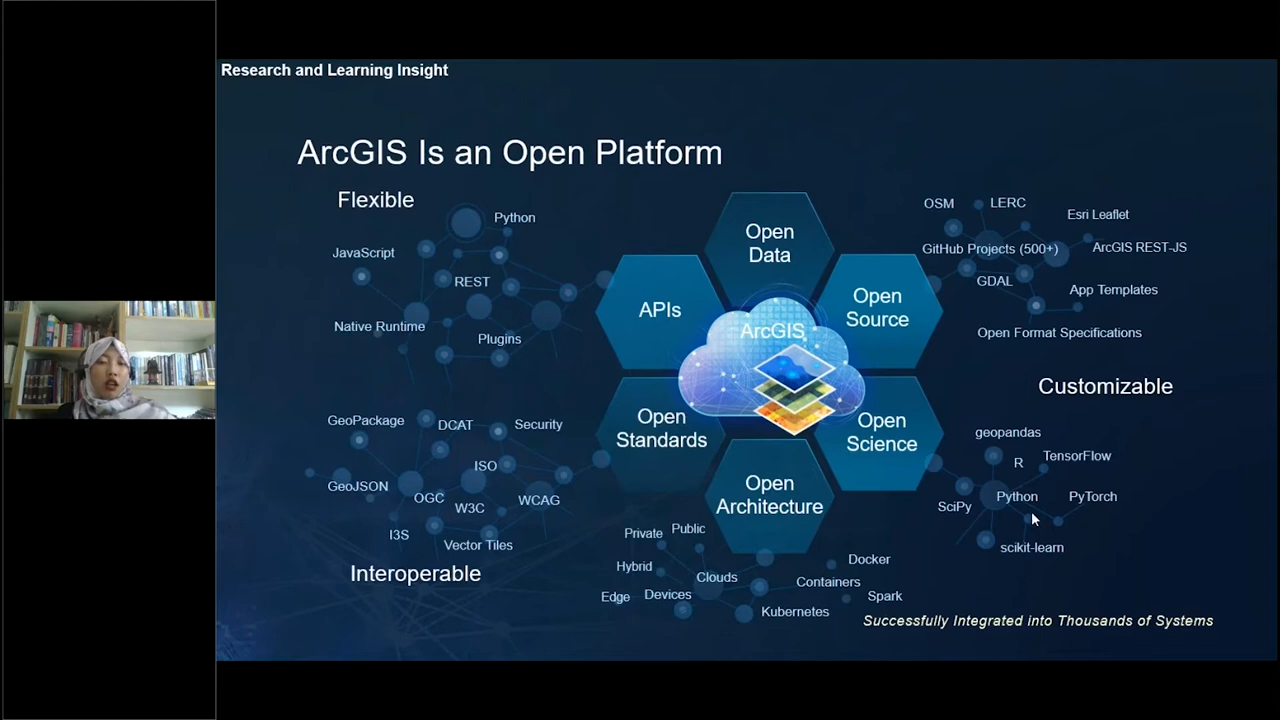 Research and Learning Insight
ArcGIS Is an Open Platform
Flexible
Python
JavaScript
REST
Native Runtime
Plugins
APIs
Open
Data
Open
Source
ArcGIS
Open
Standards
Open
Science
Open
Architecture
OSM
LERC
Esri Leaflet
GitHub Projects (500+)
ArcGIS REST-JS
GDAL
App Templates
Open Format Specifications
Customizable
geopandas
R
TensorFlow
Python
PyTorch
SciPy
scikit-learn
GeoPackage
DCAT
Security
ISO
GeoJSON
OGC
W3C
WCAG
I3S
Vector Tiles
Interoperable
Private
Public
Hybrid
Clouds
Edge
Devices
Docker
Containers
Spark
Kubernetes
Successfully Integrated into Thousands of Systems